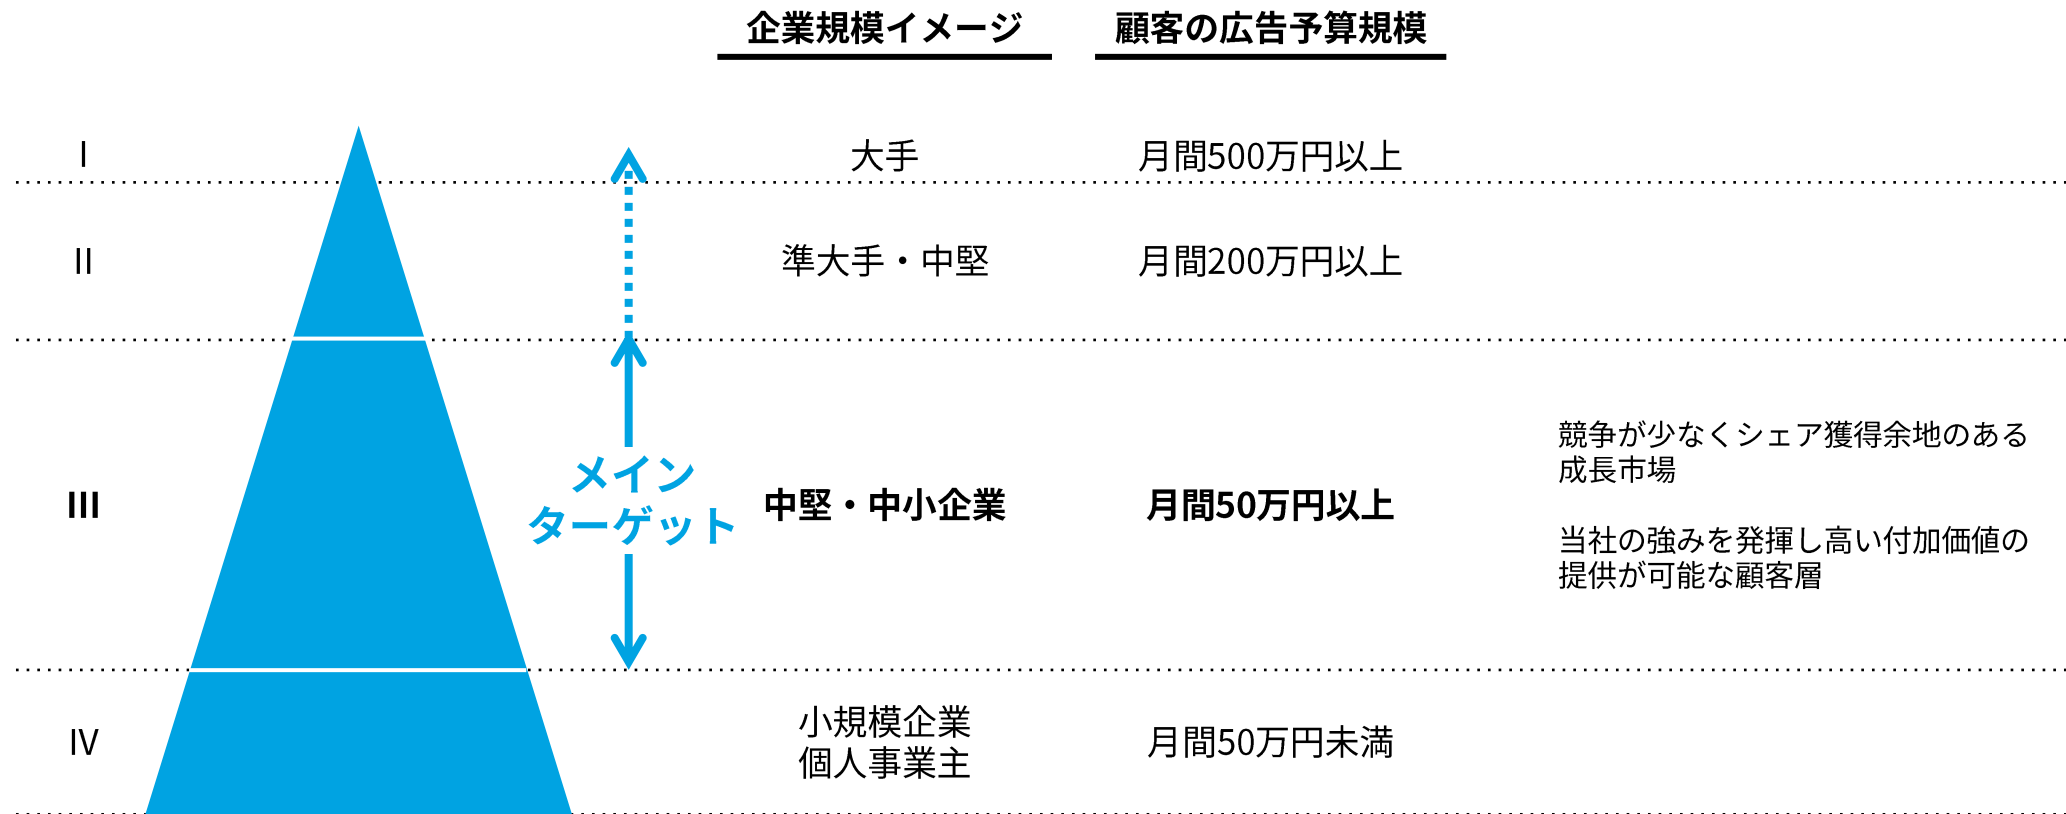 企業規模イメージ
顧客の広告予算規模
I
大手
月間500万円以上
II
準大手・中堅
月間200万円以上
III
メイン
ターゲット
中堅・中小企業
月間50万円以上
競争が少なくシェア獲得余地のある
成長市場
当社の強みを発揮し高い付加価値の
提供が可能な顧客層
IV
小規模企業
個人事業主
月間50万円未満